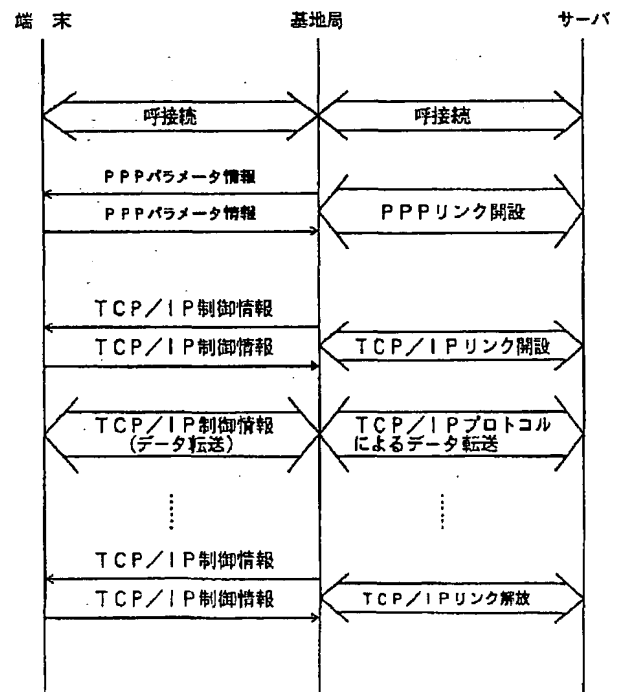 端 末
基地局
サーバ
呼接続
呼接続
PPPパラメータ情報
PPPパラメータ情報
PPPリンク開設
TCP/IP制御情報
TCP/IP制御情報
TCP/IPリンク開設
TCP/IP制御情報
(データ転送)
TCP/IPプロトコル
によるデータ転送
TCP/IP制御情報
TCP/IP制御情報
TCP/IPリンク解放